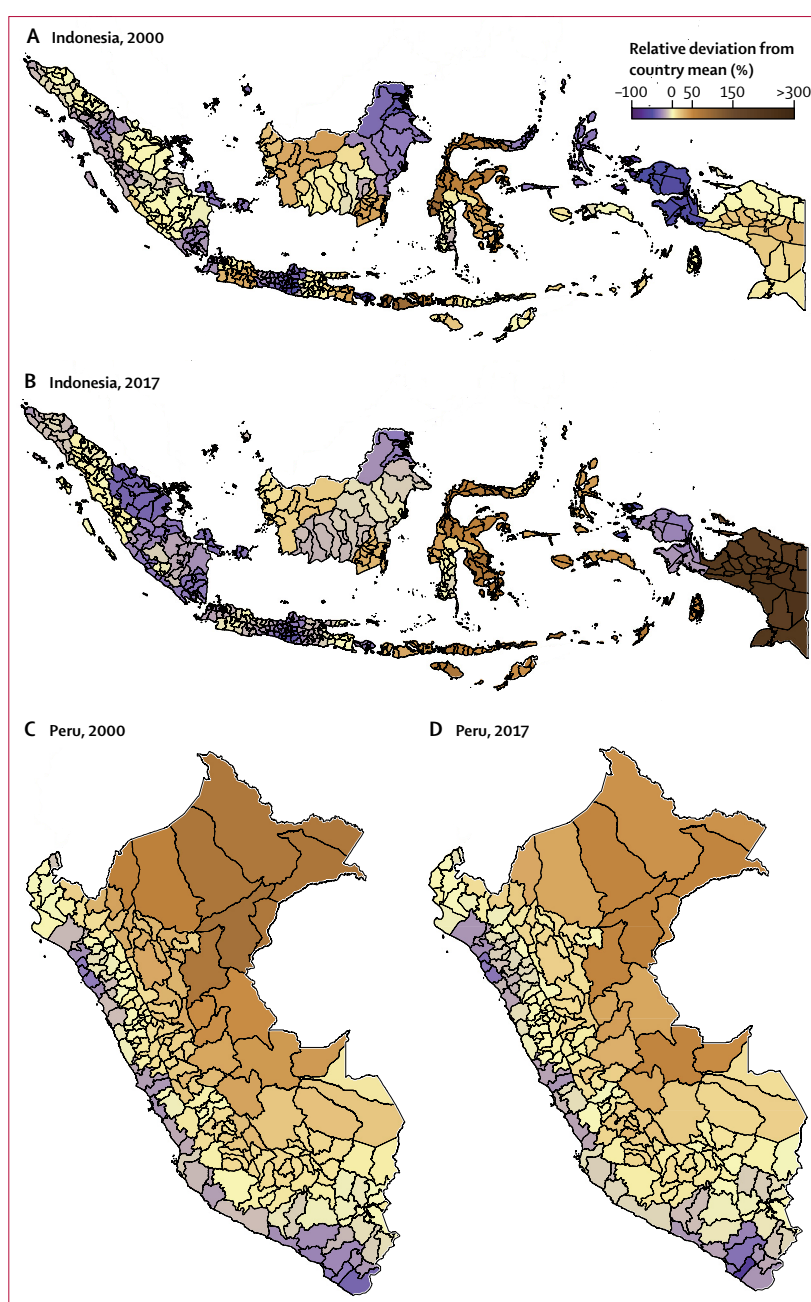 A Indonesia, 2000
Relative deviation from
country mean (%)
–100 0 50 150 >300
B Indonesia, 2017
C Peru, 2000
D Peru, 2017